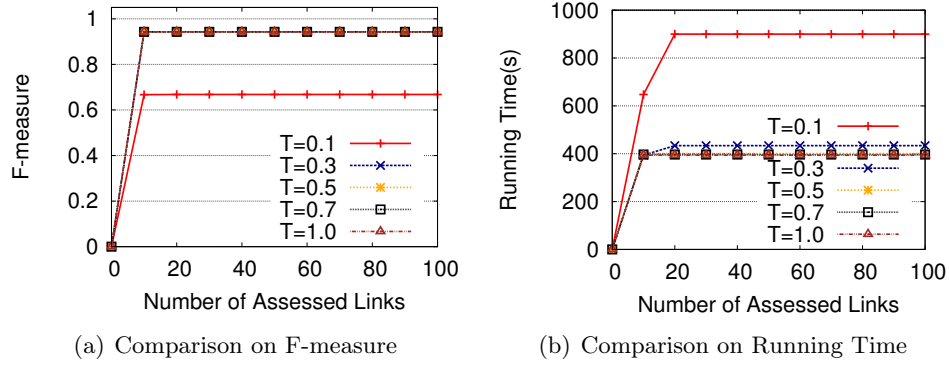 1
0.8
0.6
0.4
0.2
0
F-measure
T=0.1
T=0.3
T=0.5
T=0.7
T=1.0
0 20 40 60 80 100
Number of Assessed Links
(a) Comparison on F-measure
1000
800
600
400
200
0
Running Time(s)
T=0.1
T=0.3
T=0.5
T=0.7
T=1.0
0 20 40 60 80 100
Number of Assessed Links
(b) Comparison on Running Time